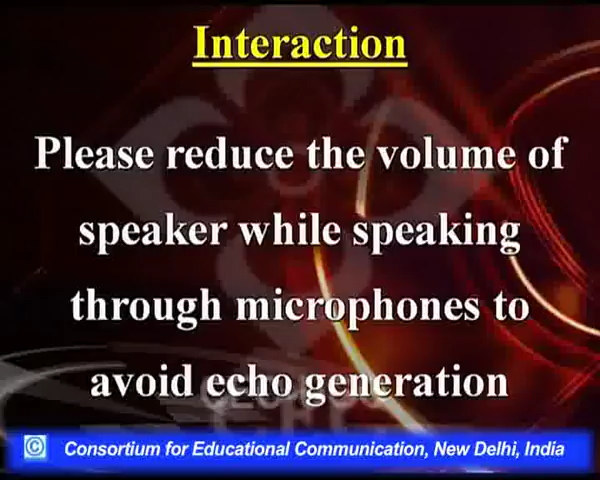 Interaction
Please reduce the volume of
speaker while speaking
through microphones to
avoid echo generation
© Consortium for Educational Communication, New Delhi, India